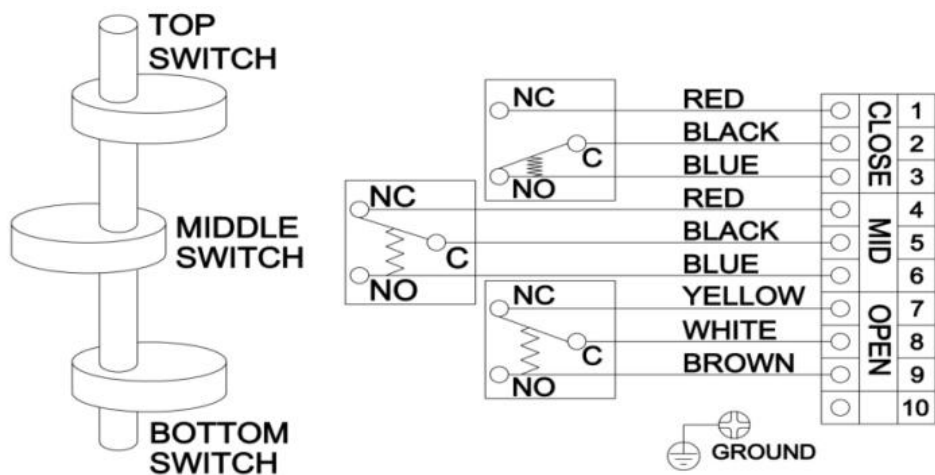 TOP
SWITCH
MIDDLE
SWITCH
BOTTOM
SWITCH
NC
C
NO
NC
C
NO
NC
C
NO
RED
BLACK
BLUE
RED
BLACK
BLUE
YELLOW
WHITE
BROWN
CLOSE
MID
OPEN
1
2
3
4
5
6
7
8
9
10
GROUND